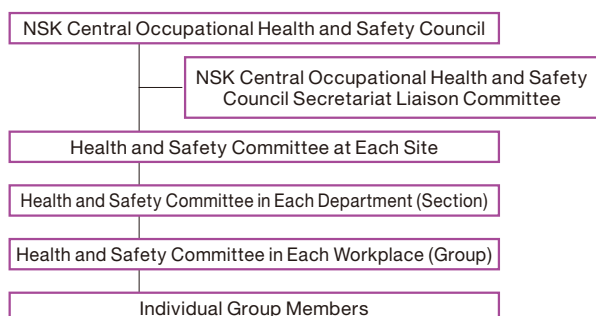 NSK Central Occupational Health and Safety Council
NSK Central Occupational Health and Safety
Council Secretariat Liaison Committee
Health and Safety Committee at Each Site
Health and Safety Committee in Each Department (Section)
Health and Safety Committee in Each Workplace (Group)
Individual Group Members